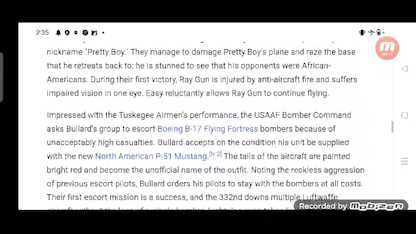 2:35
nickname 'Pretty Boy.' They manage to damage Pretty Boy's plane and raze the base
that he retreats back to; he is stunned to see that his opponents were African-
Americans. During their first victory, Ray Gun is injured by anti-aircraft fire and suffers
impaired vision in one eye. Easy reluctantly allows Ray Gun to continue flying.
Impressed with the Tuskegee Airmen's performance, the USAAF Bomber Command
asks Bullard's group to escort Boeing B-17 Flying Fortress bombers because of
unacceptably high casualties. Bullard accepts on the condition his unit be supplied
with the new North American P-51 Mustang.[N 2] The tails of the aircraft are painted
bright red and become the unofficial name of the outfit. Noting the reckless aggression
of previous escort pilots, Bullard orders his pilots to stay with the bombers at all costs.
Their first escort mission is a success, and the 332nd downs multiple Luftwaffe
Recorded by Mobizen